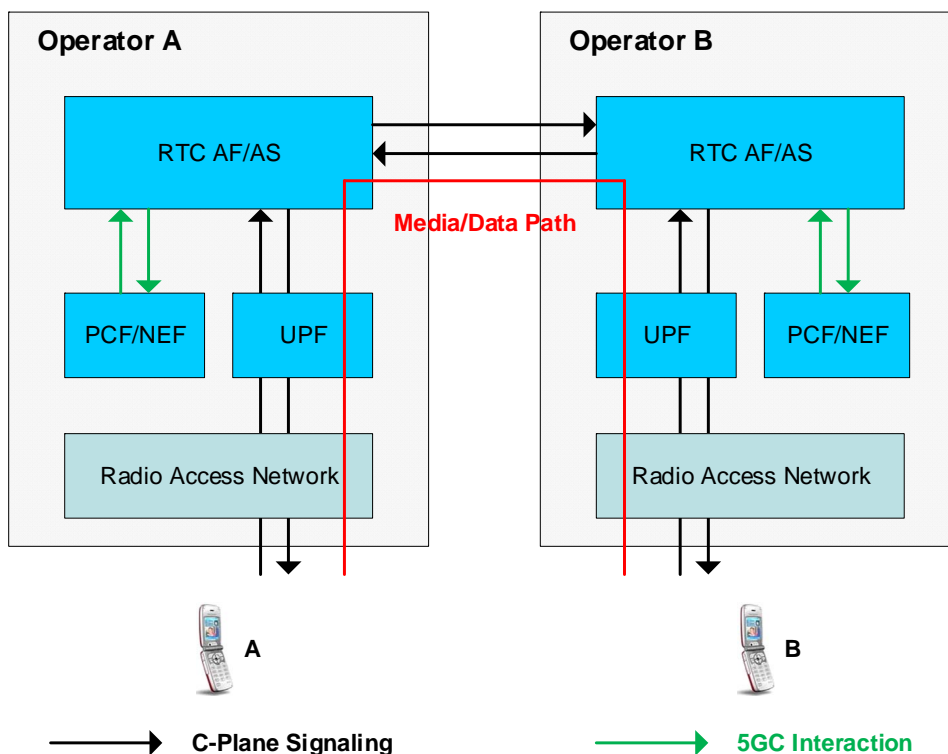 Operator A
Operator B
RTC AF/AS
RTC AF/AS
Media/Data Path
PCF/NEF
UPF
UPF
PCF/NEF
Radio Access Network
Radio Access Network
A
B
C-Plane Signaling
5GC Interaction